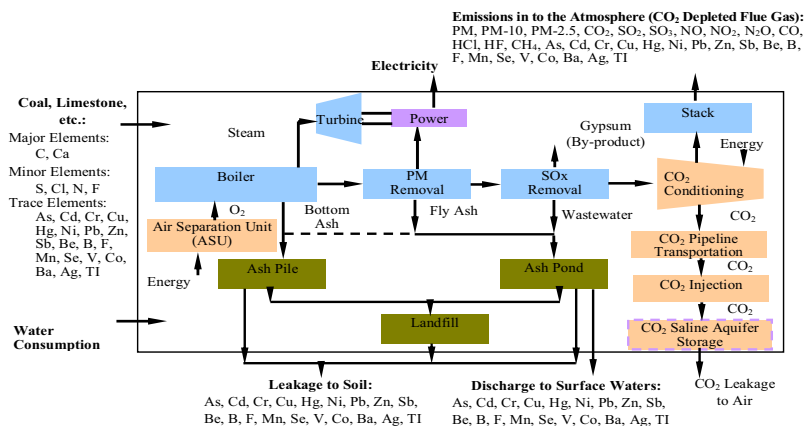 Emissions in to the Atmosphere (CO₂ Depleted Flue Gas):
PM, PM-10, PM-2.5, CO₂, SO₂, SO₃, NO, NO₂, N₂O, CO,
HCl, HF, CH₄, As, Cd, Cr, Cu, Hg, Ni, Pb, Zn, Sb, Be, B,
F, Mn, Se, V, Co, Ba, Ag, TI
Electricity
Coal, Limestone,
etc.:
Major Elements:
C, Ca
Minor Elements:
S, Cl, N, F
Trace Elements:
As, Cd, Cr, Cu,
Hg, Ni, Pb, Zn,
Sb, Be, B, F,
Mn, Se, V, Co,
Ba, Ag, TI
Water
Consumption
Steam
Turbine
Power
Gypsum
(By-product)
Stack
Energy
Boiler
PM
Removal
SOx
Removal
CO₂
Conditioning
O₂
Bottom
Ash
Fly Ash
Wastewater
CO₂
Air Separation Unit
(ASU)
Energy
CO₂ Pipeline
Transportation
CO₂
Ash Pile
Ash Pond
CO₂ Injection
CO₂
Landfill
CO₂ Saline Aquifer
Storage
Leakage to Soil:
As, Cd, Cr, Cu, Hg, Ni, Pb, Zn, Sb,
Be, B, F, Mn, Se, V, Co, Ba, Ag, TI
Discharge to Surface Waters:
As, Cd, Cr, Cu, Hg, Ni, Pb, Zn, Sb,
Be, B, F, Mn, Se, V, Co, Ba, Ag, TI
CO₂ Leakage
to Air